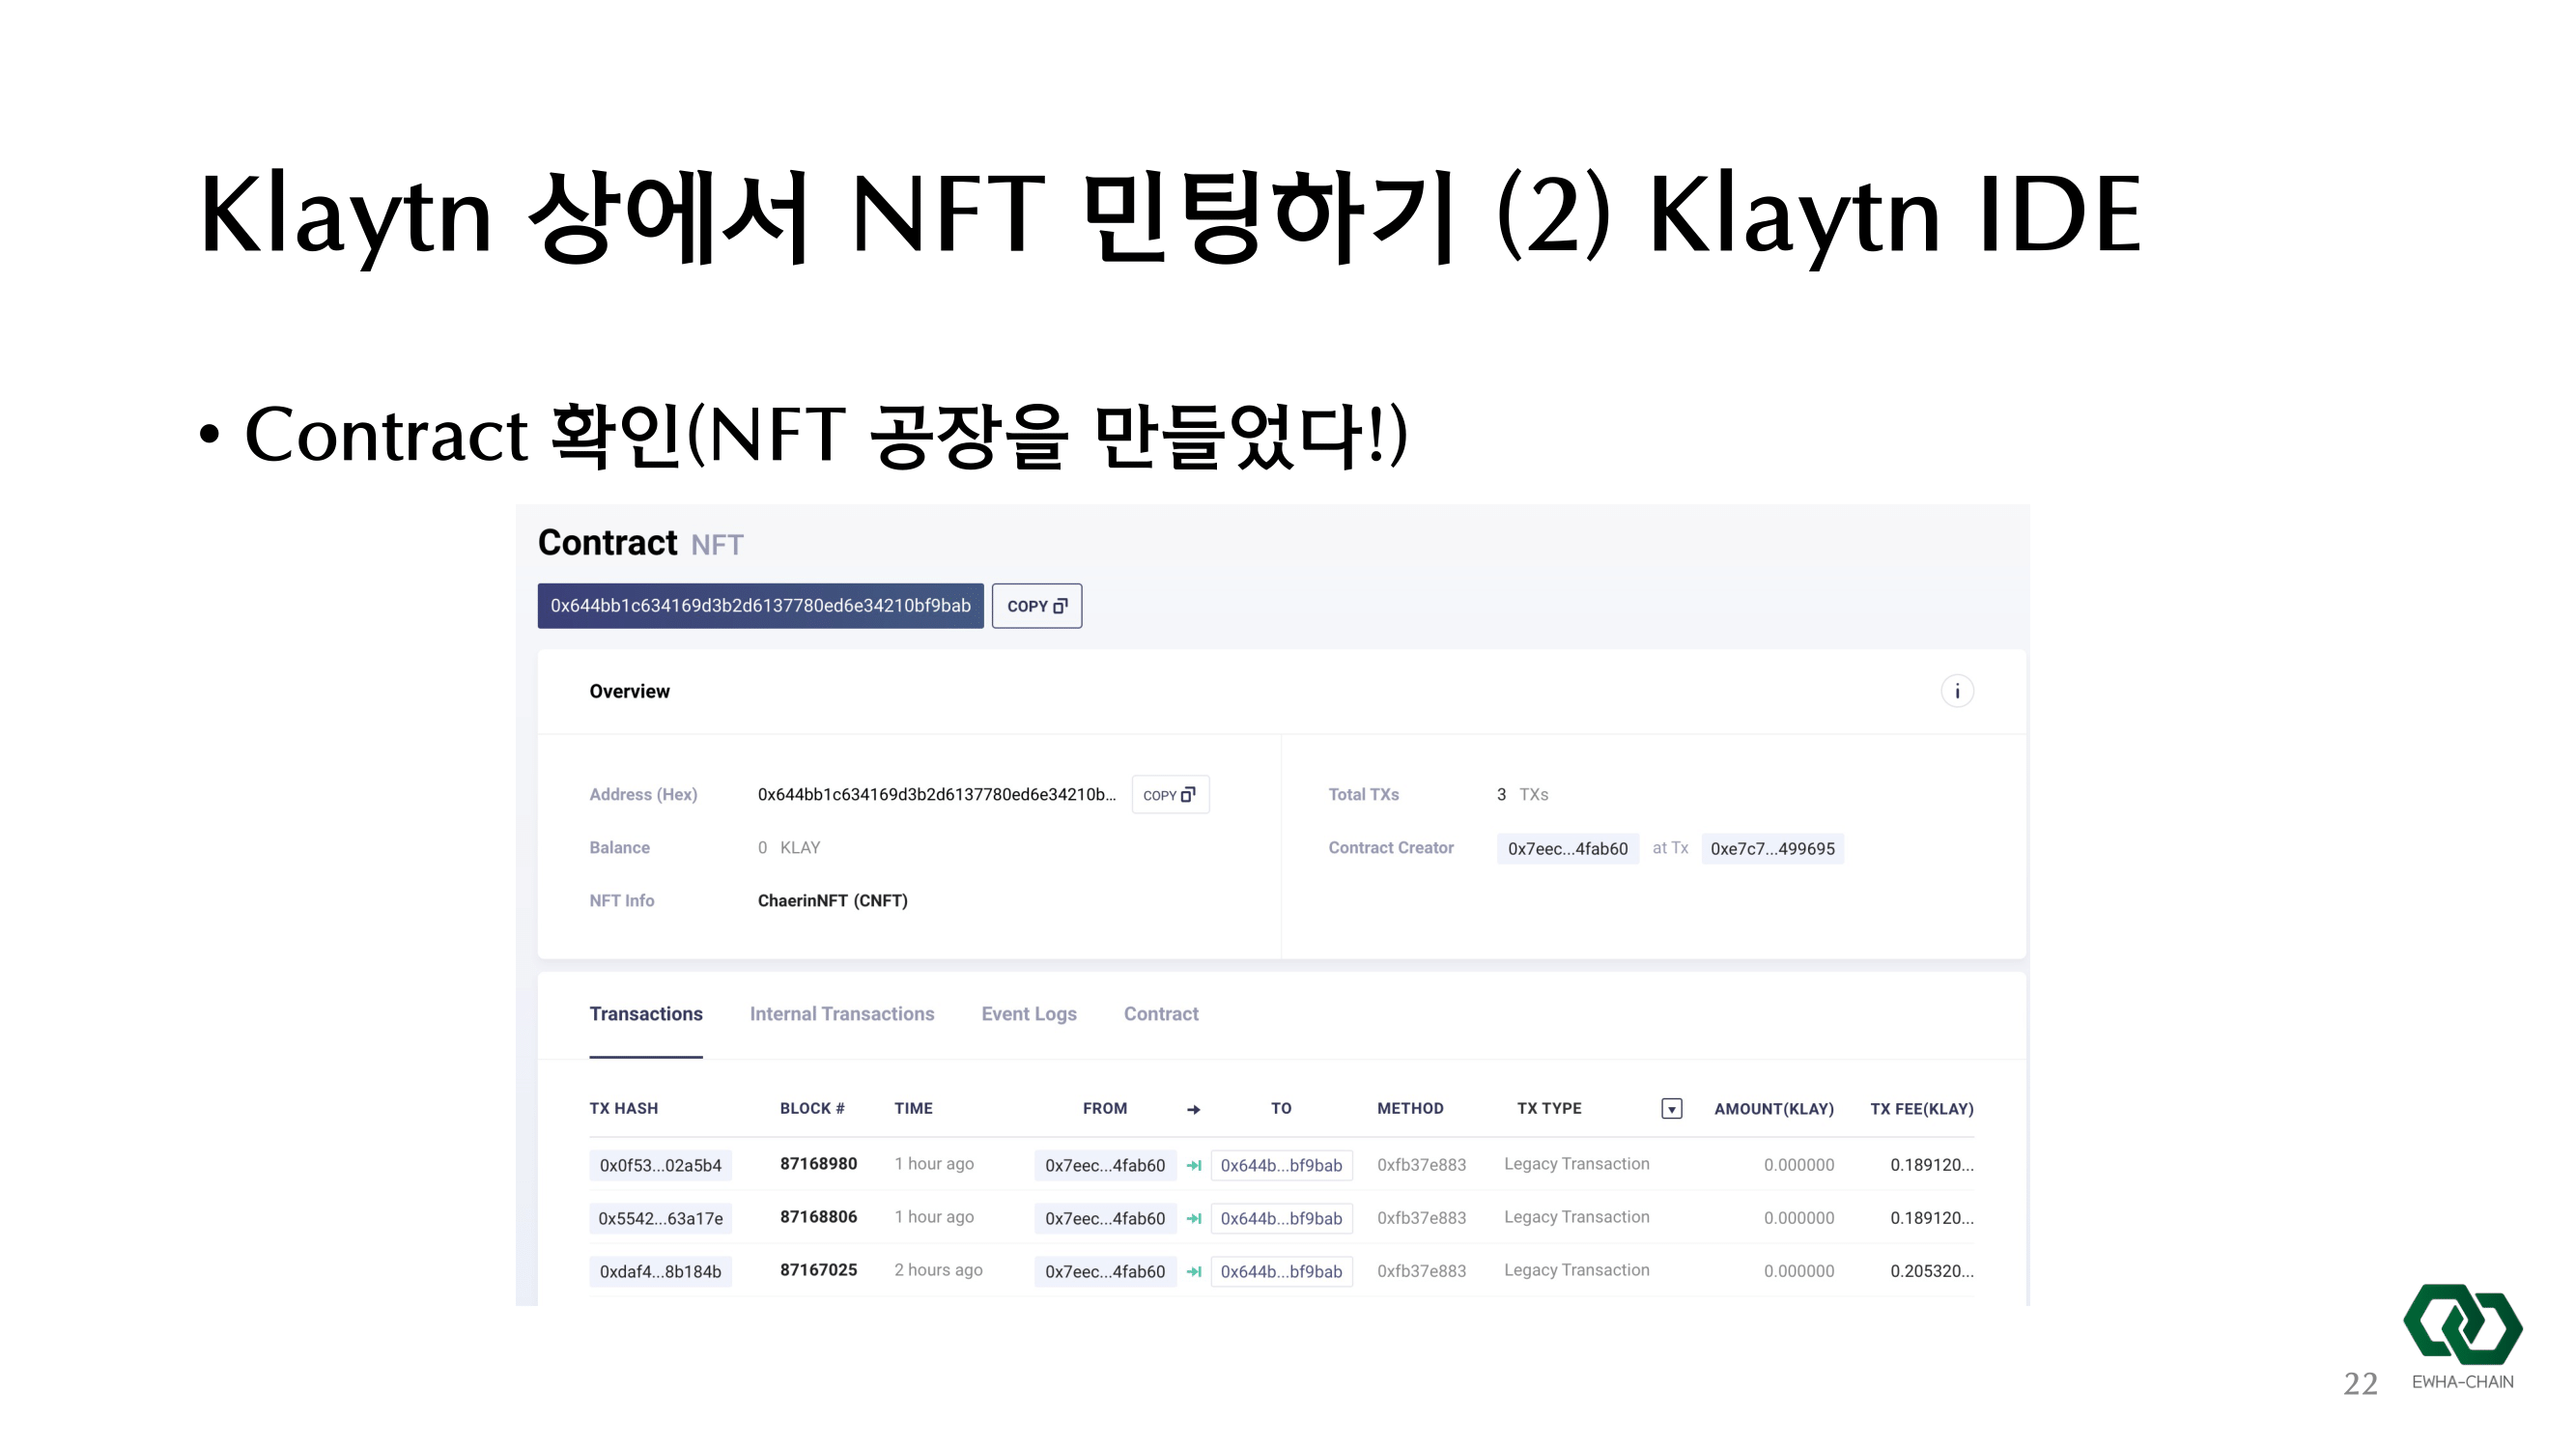 Klaytn 상에서 NFT 민팅하기 (2) Klaytn IDE
• Contract 확인(NFT 공장을 만들었다!)
Contract NFT
0x644bb1c634169d3b2d6137780ed6e34210bf9bab COPY
Overview i
Address (Hex) 0x644bb1c634169d3b2d6137780ed6e34210b... COPY Total TXs 3 TXs
Balance 0 KLAY Contract Creator 0x7eec...4fab60 at Tx 0xe7c7...499695
NFT Info ChaerinNFT (CNFT)
Transactions Internal Transactions Event Logs Contract
TX HASH BLOCK # TIME FROM TO METHOD TX TYPE AMOUNT(KLAY) TX FEE(KLAY)
0x0f53...02a5b4 87168980 1 hour ago 0x7eec...4fab60 0x644b...bf9bab 0xfb37e883 Legacy Transaction 0.000000 0.189120...
0x5542...63a17e 87168806 1 hour ago 0x7eec...4fab60 0x644b...bf9bab 0xfb37e883 Legacy Transaction 0.000000 0.189120...
0xdaf4...8b184b 87167025 2 hours ago 0x7eec...4fab60 0x644b...bf9bab 0xfb37e883 Legacy Transaction 0.000000 0.205320...
22 EWHA-CHAIN